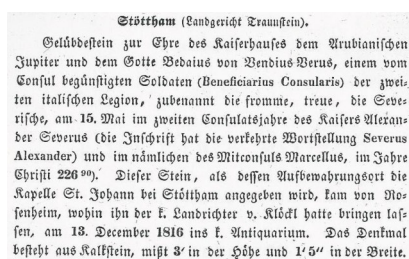 Stöttham (Landgericht Traunstein).
Gelübdestein zur Ehre des Kaiserhauses dem Arubianischen
Jupiter und dem Gotte Bedaius von Vendius Verus, einem vom
Consul begünstigten Soldaten (Beneficiarius Consularis) der zwei-
ten italischen Legion, zubenannt die fromme, treue, die Seve-
rische, am 15. Mai im zweiten Consulatsjahre des Kaisers Alexan-
der Severus (die Inschrift hat die verkehrte Wortstellung Severus
Alexander) und im nämlichen des Mitconsuls Marcellus, im Jahre
Christi 226 90). Dieser Stein, als dessen Aufbewahrungsort die
Kapelle St. Johann bei Stöttham angegeben wird, kam von Ro-
senheim, wohin ihn der k. Landrichter v. Klöckl hatte bringen las-
sen, am 13. December 1816 ins k. Antiquarium. Das Denkmal
besteht aus Kalkstein, mißt 3' in der Höhe und 1' 5" in der Breite.